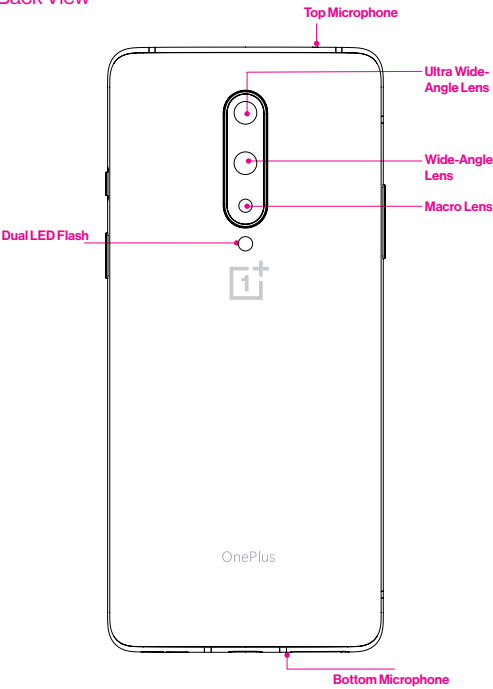 Back View
Top Microphone
Ultra Wide-
Angle Lens
Wide-Angle
Lens
Macro Lens
Dual LED Flash
1+
OnePlus
Bottom Microphone